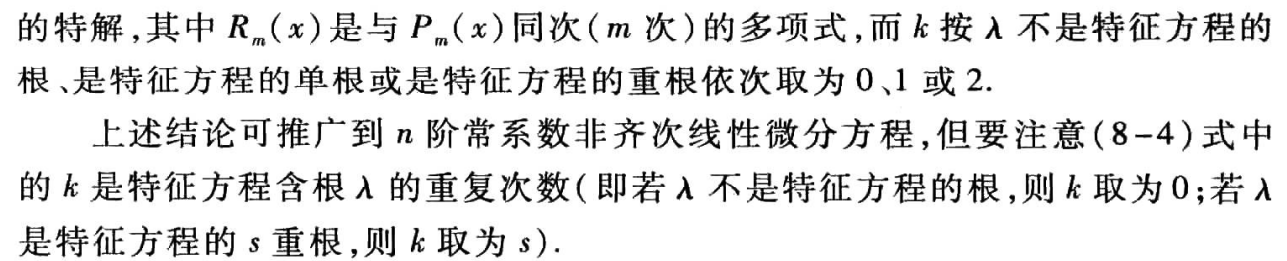 的特解,其中 Rₘ(x)是与 Pₘ(x)同次(m 次)的多项式,而 k 按 λ 不是特征方程的
根、是特征方程的单根或是特征方程的重根依次取为 0、1 或 2.
上述结论可推广到 n 阶常系数非齐次线性微分方程,但要注意(8-4)式中
的 k 是特征方程含根 λ 的重复次数(即若 λ 不是特征方程的根,则 k 取为 0;若 λ
是特征方程的 s 重根,则 k 取为 s).